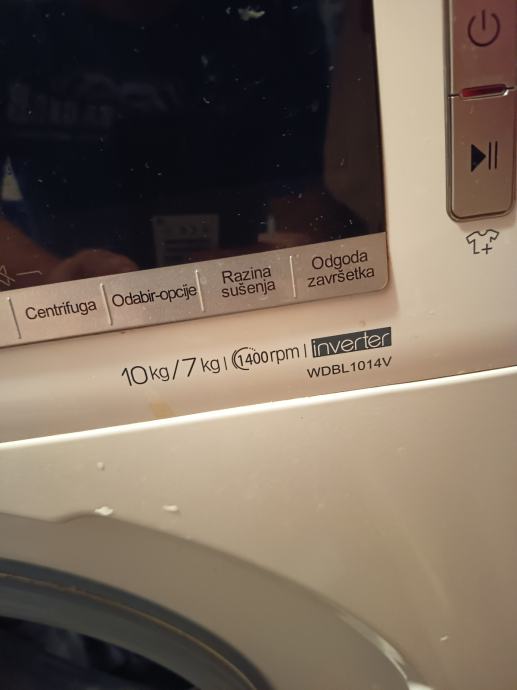 Centrifuga
Odabir-opcije
Razina
sušenja
Odgoda
završetka
10kg/7kg | 1400rpm | inverter
WDBL1014V